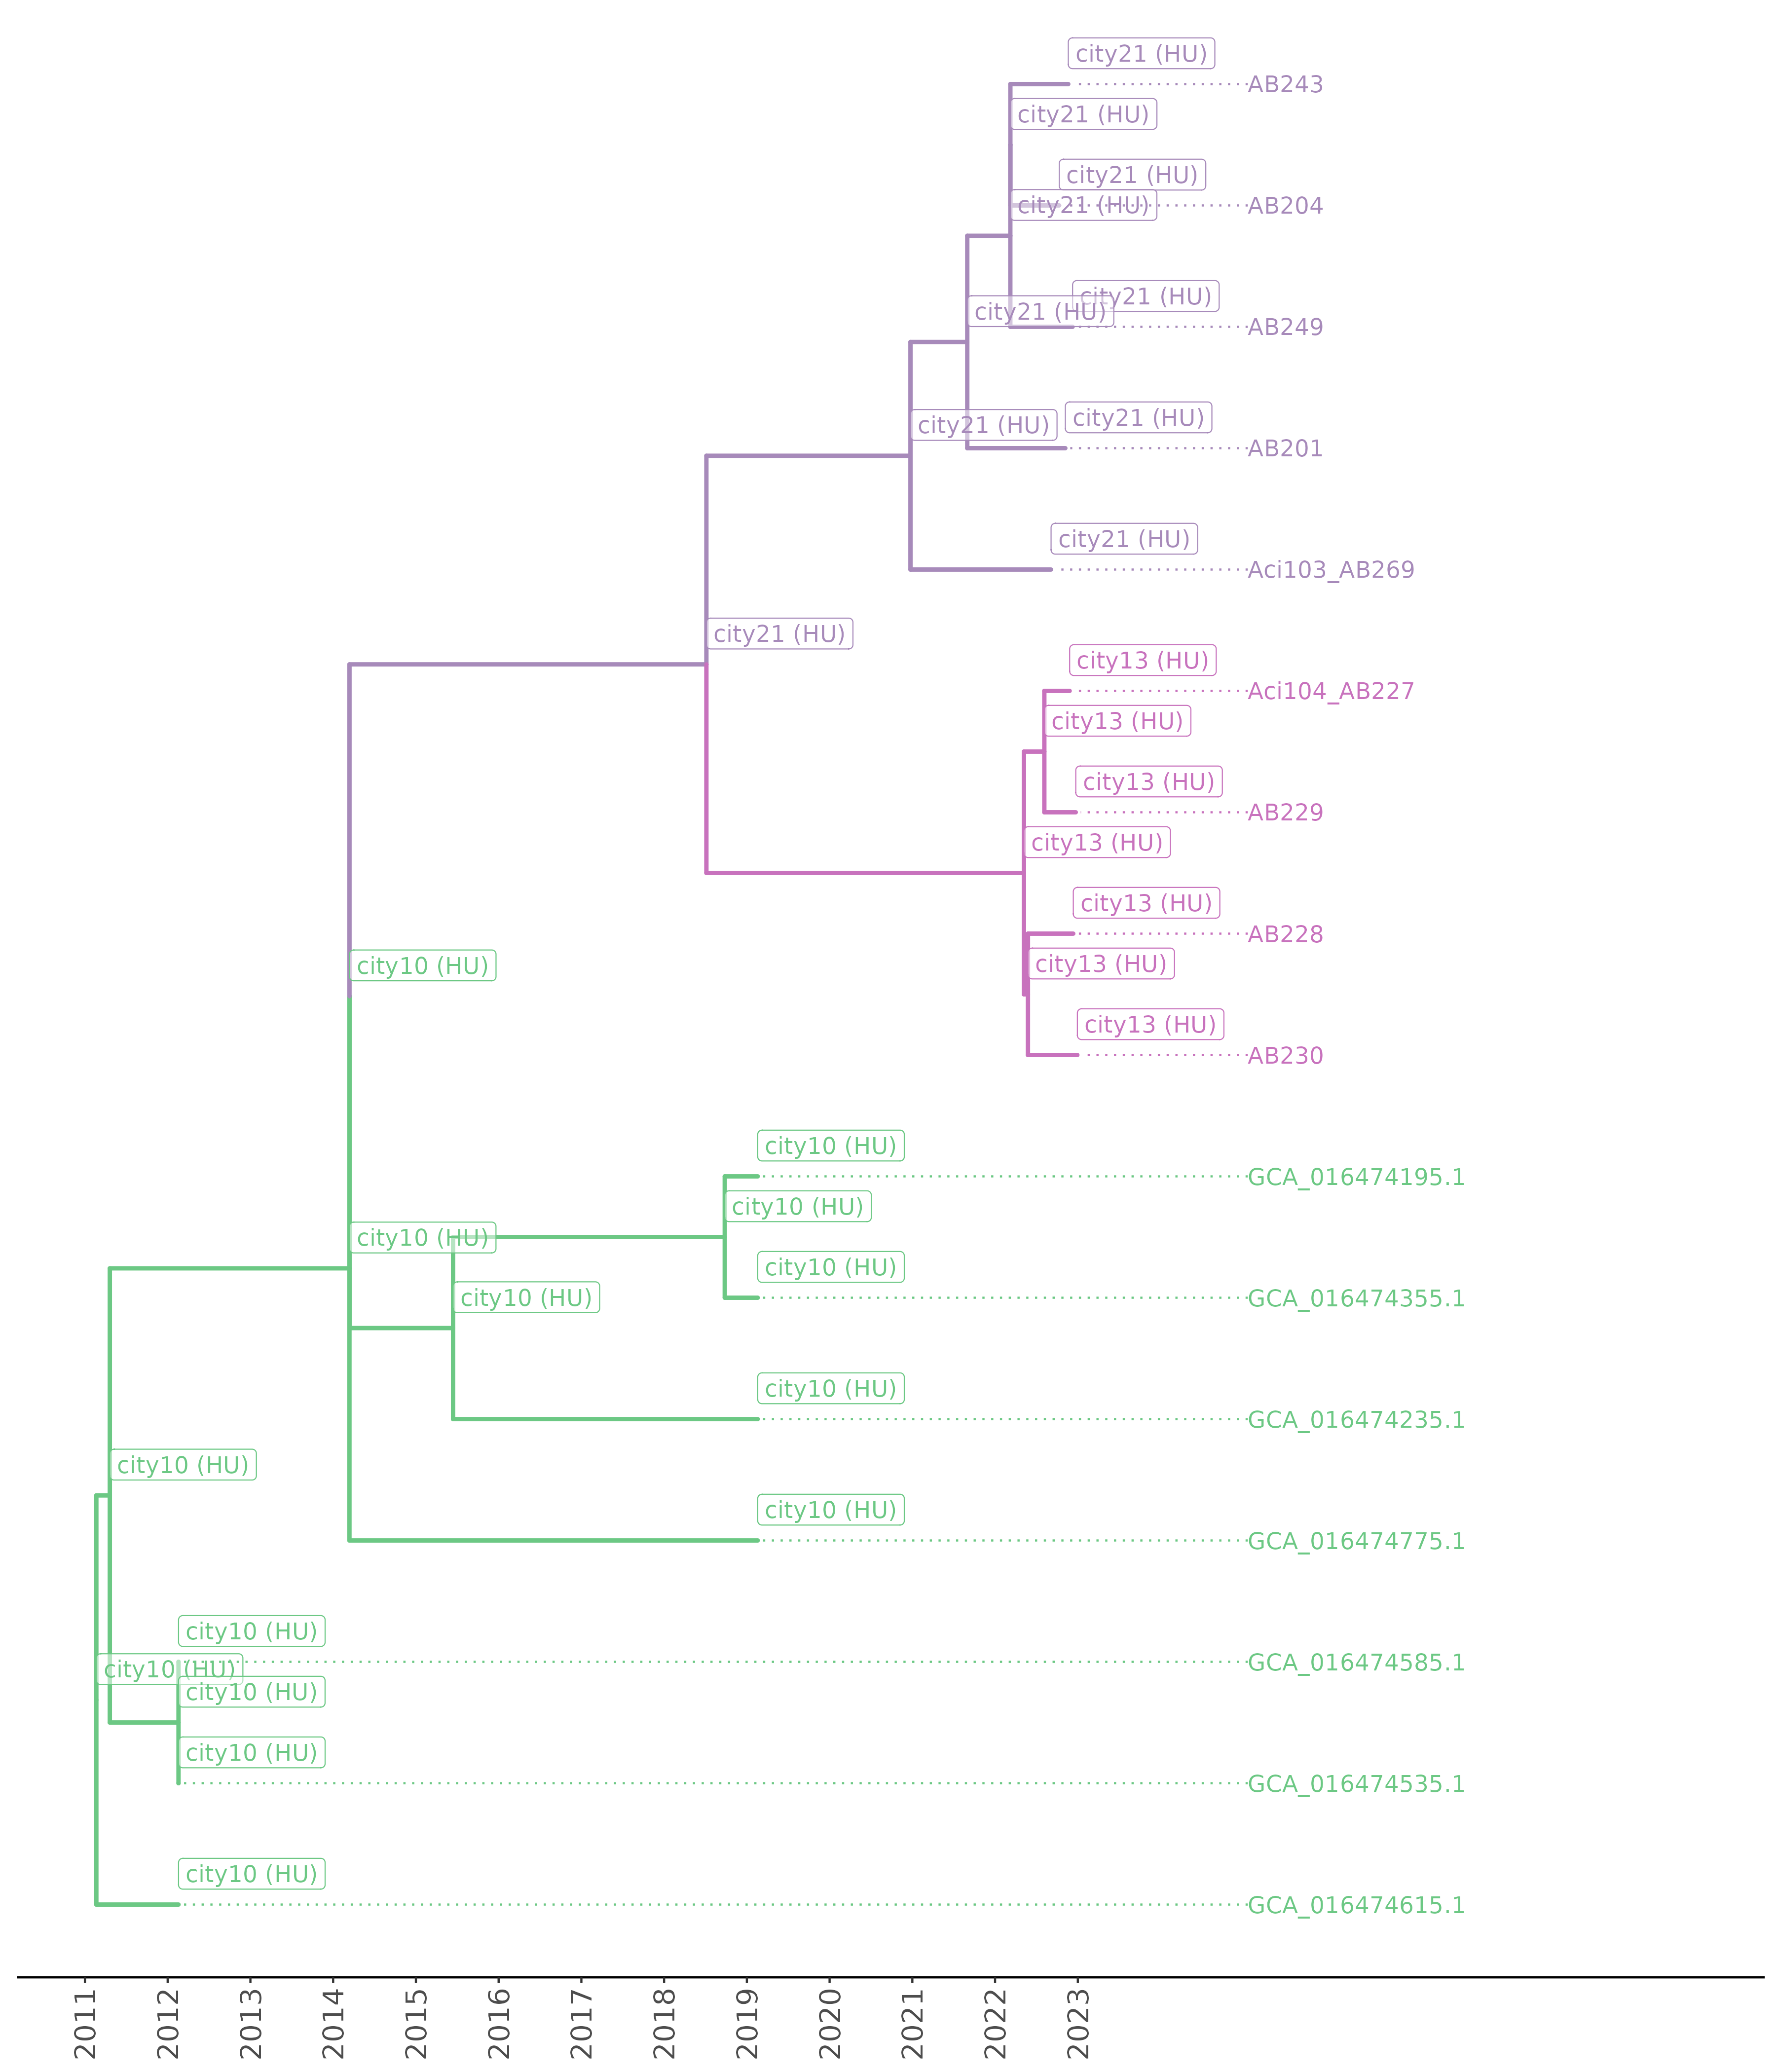 city21 (HU)
AB243
city21 (HU)
city21 (HU)
city21 (HU)
AB204
city21 (HU)
city21 (HU)
AB249
city21 (HU)
city21 (HU)
AB201
city21 (HU)
Aci103_AB269
city21 (HU)
city13 (HU)
Aci104_AB227
city13 (HU)
city13 (HU)
AB229
city13 (HU)
city13 (HU)
AB228
city10 (HU)
city13 (HU)
city13 (HU)
AB230
city10 (HU)
GCA_016474195.1
city10 (HU)
city10 (HU)
city10 (HU)
GCA_016474355.1
city10 (HU)
city10 (HU)
GCA_016474235.1
city10 (HU)
city10 (HU)
GCA_016474775.1
city10 (HU)
GCA_016474585.1
city10 (HU)
city10 (HU)
city10 (HU)
GCA_016474535.1
city10 (HU)
GCA_016474615.1
2011
2012
2013
2014
2015
2016
2017
2018
2019
2020
2021
2022
2023